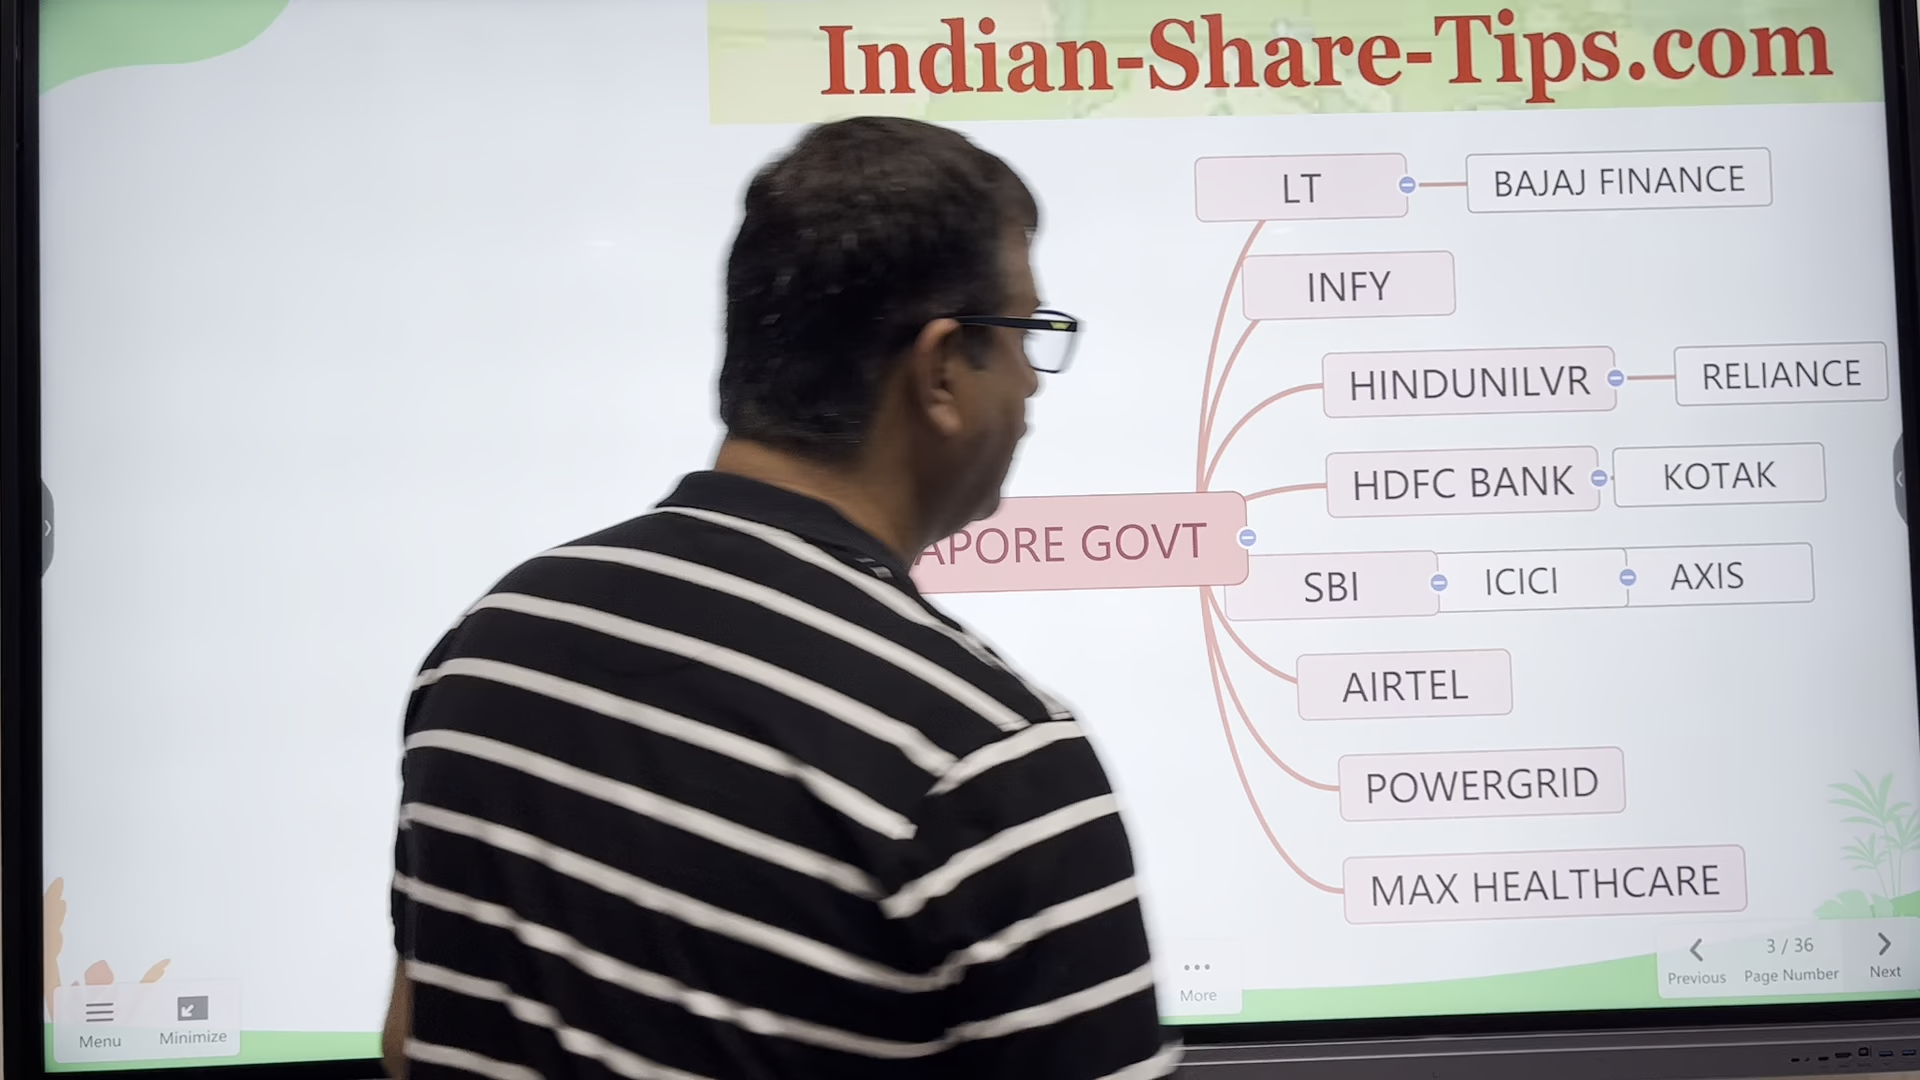 Indian-Share-Tips.com
LT BAJAJ FINANCE
INFY
HINDUNILVR RELIANCE
HDFC BANK KOTAK
APORE GOVT
SBI ICICI AXIS
AIRTEL
POWERGRID
MAX HEALTHCARE
3 / 36
Previous Page Number Next
More
Menu Minimize